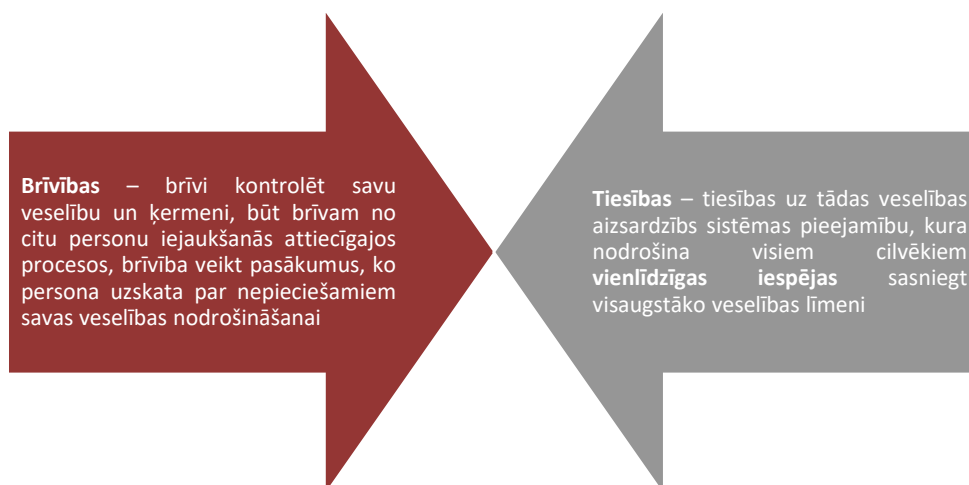 Brīvības – brīvi kontrolēt savu
veselību un ķermeni, būt brīvam no
citu personu iejaukšanās attiecīgajos
procesos, brīvība veikt pasākumus, ko
persona uzskata par nepieciešamiem
savas veselības nodrošināšanai
Tiesības – tiesības uz tādas veselības
aizsardzībs sistēmas pieejamību, kura
nodrošina visiem cilvēkiem
vienlīdzīgas iespējas sasniegt
visaugstāko veselības līmeni